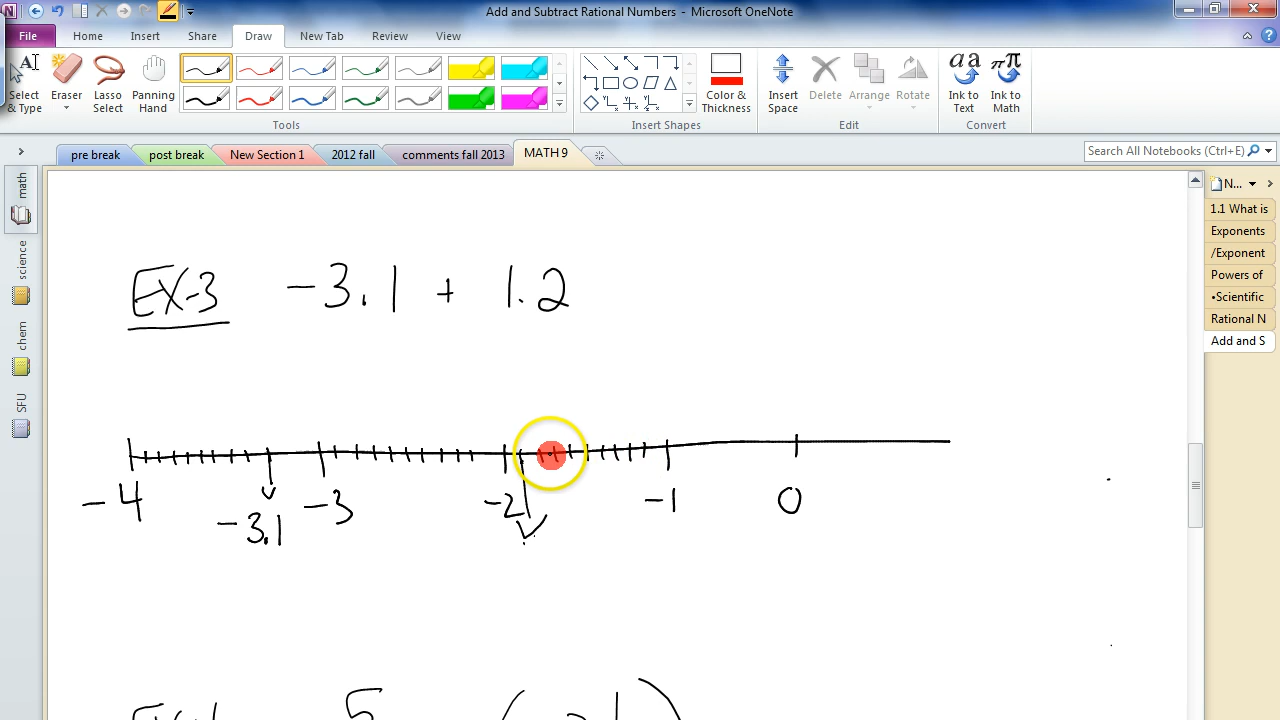 Add and Subtract Rational Numbers - Microsoft OneNote
File Home Insert Share Draw New Tab Review View
Select & Type Eraser Lasso Select Panning Hand Color & Thickness Insert Space Delete Arrange Rotate Ink to Text Ink to Math
Tools Insert Shapes Edit Convert
pre break post break New Section 1 2012 fall comments fall 2013 MATH 9 Search All Notebooks (Ctrl+E)
math
science
chem
SFU
N...
1.1 What is
Exponents
/Exponent
Powers of
•Scientific
Rational N
Add and S
EX-3 -3.1 + 1.2
-4 -3 -2 -1 0
-3.1